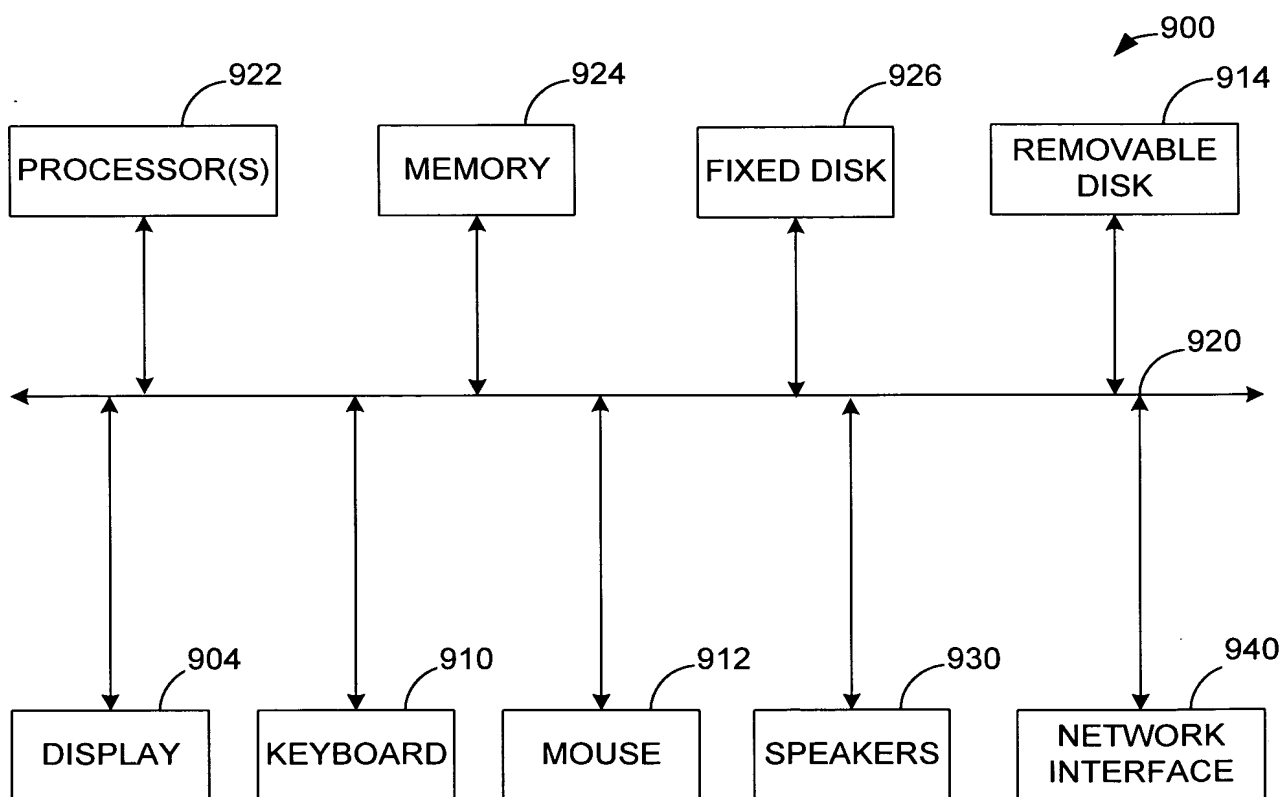 900
922
924
926
914
PROCESSOR(S)
MEMORY
FIXED DISK
REMOVABLE
DISK
920
904
910
912
930
940
DISPLAY
KEYBOARD
MOUSE
SPEAKERS
NETWORK
INTERFACE